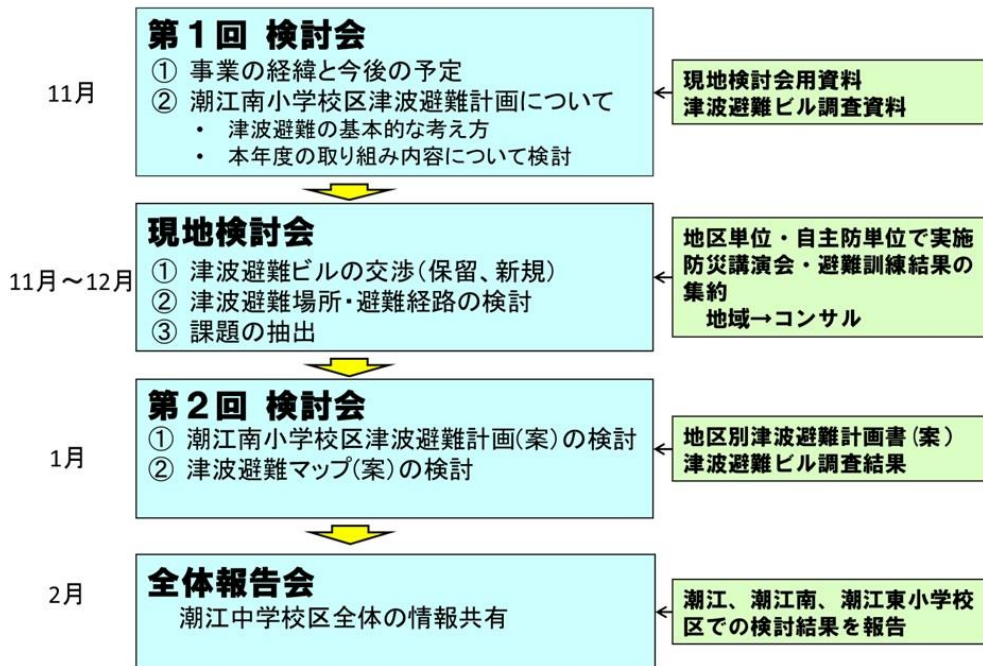 11月
第1回 検討会
① 事業の経緯と今後の予定
② 潮江南小学校区津波避難計画について
・ 津波避難の基本的な考え方
・ 本年度の取り組み内容について検討
現地検討会用資料
津波避難ビル調査資料
11月～12月
現地検討会
① 津波避難ビルの交渉(保留、新規)
② 津波避難場所・避難経路の検討
③ 課題の抽出
地区単位・自主防単位で実施
防災講演会・避難訓練結果の
集約
地域→コンサル
1月
第2回 検討会
① 潮江南小学校区津波避難計画(案)の検討
② 津波避難マップ(案)の検討
地区別津波避難計画書(案)
津波避難ビル調査結果
2月
全体報告会
潮江中学校区全体の情報共有
潮江、潮江南、潮江東小学校
区での検討結果を報告